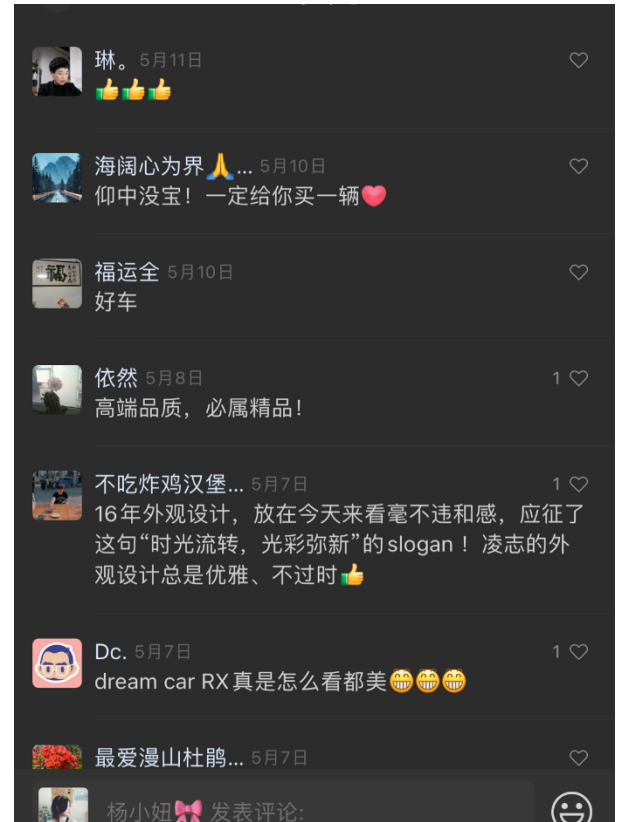 琳。 5月11日
👍👍👍
海阔心为界🙏... 5月10日
仰中没宝！一定给你买一辆❤️
福运全 5月10日
好车
依然 5月8日
1
高端品质，必属精品！
不吃炸鸡汉堡... 5月7日
1
16年外观设计，放在今天来看毫不违和感，应征了
这句“时光流转，光彩弥新”的slogan！凌志的外
观设计总是优雅、不过时👍
Dc. 5月7日
1
dream car RX真是怎么看都美😁😁😁
最爱漫山杜鹃... 5月7日
杨小妞🎀 发表评论: